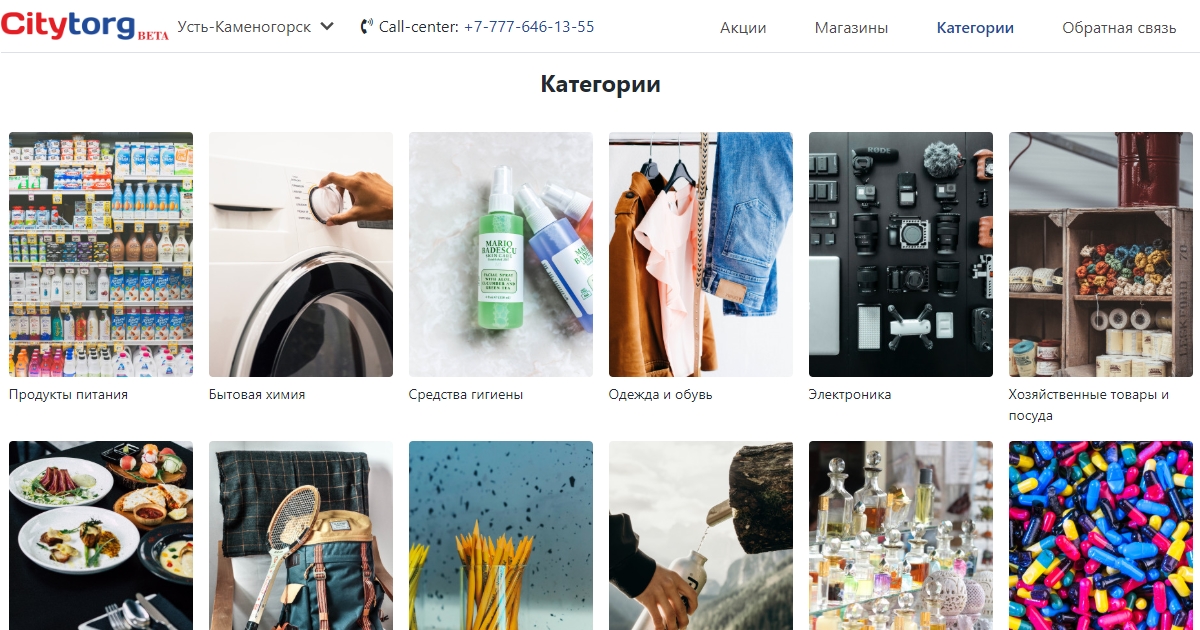 Citytorg BETA
Усть-Каменогорск
Call-center: +7-777-646-13-55
Акции
Магазины
Категории
Обратная связь
Категории
RODE
MARIO
BADESCU
SKIN CARE
FACIAL SPRAY
WITH ALOE,
CUCUMBER AND
GREEN TEA
Продукты питания
Бытовая химия
Средства гигиены
Одежда и обувь
Электроника
Хозяйственные товары и
посуда